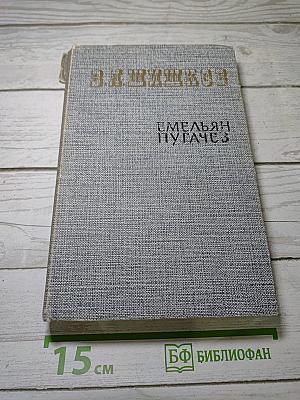 В. Я. ШИШКОВ
ЕМЕЛЬЯН
ПУГАЧЕВ
15 см
БФ БИБЛИОФАН